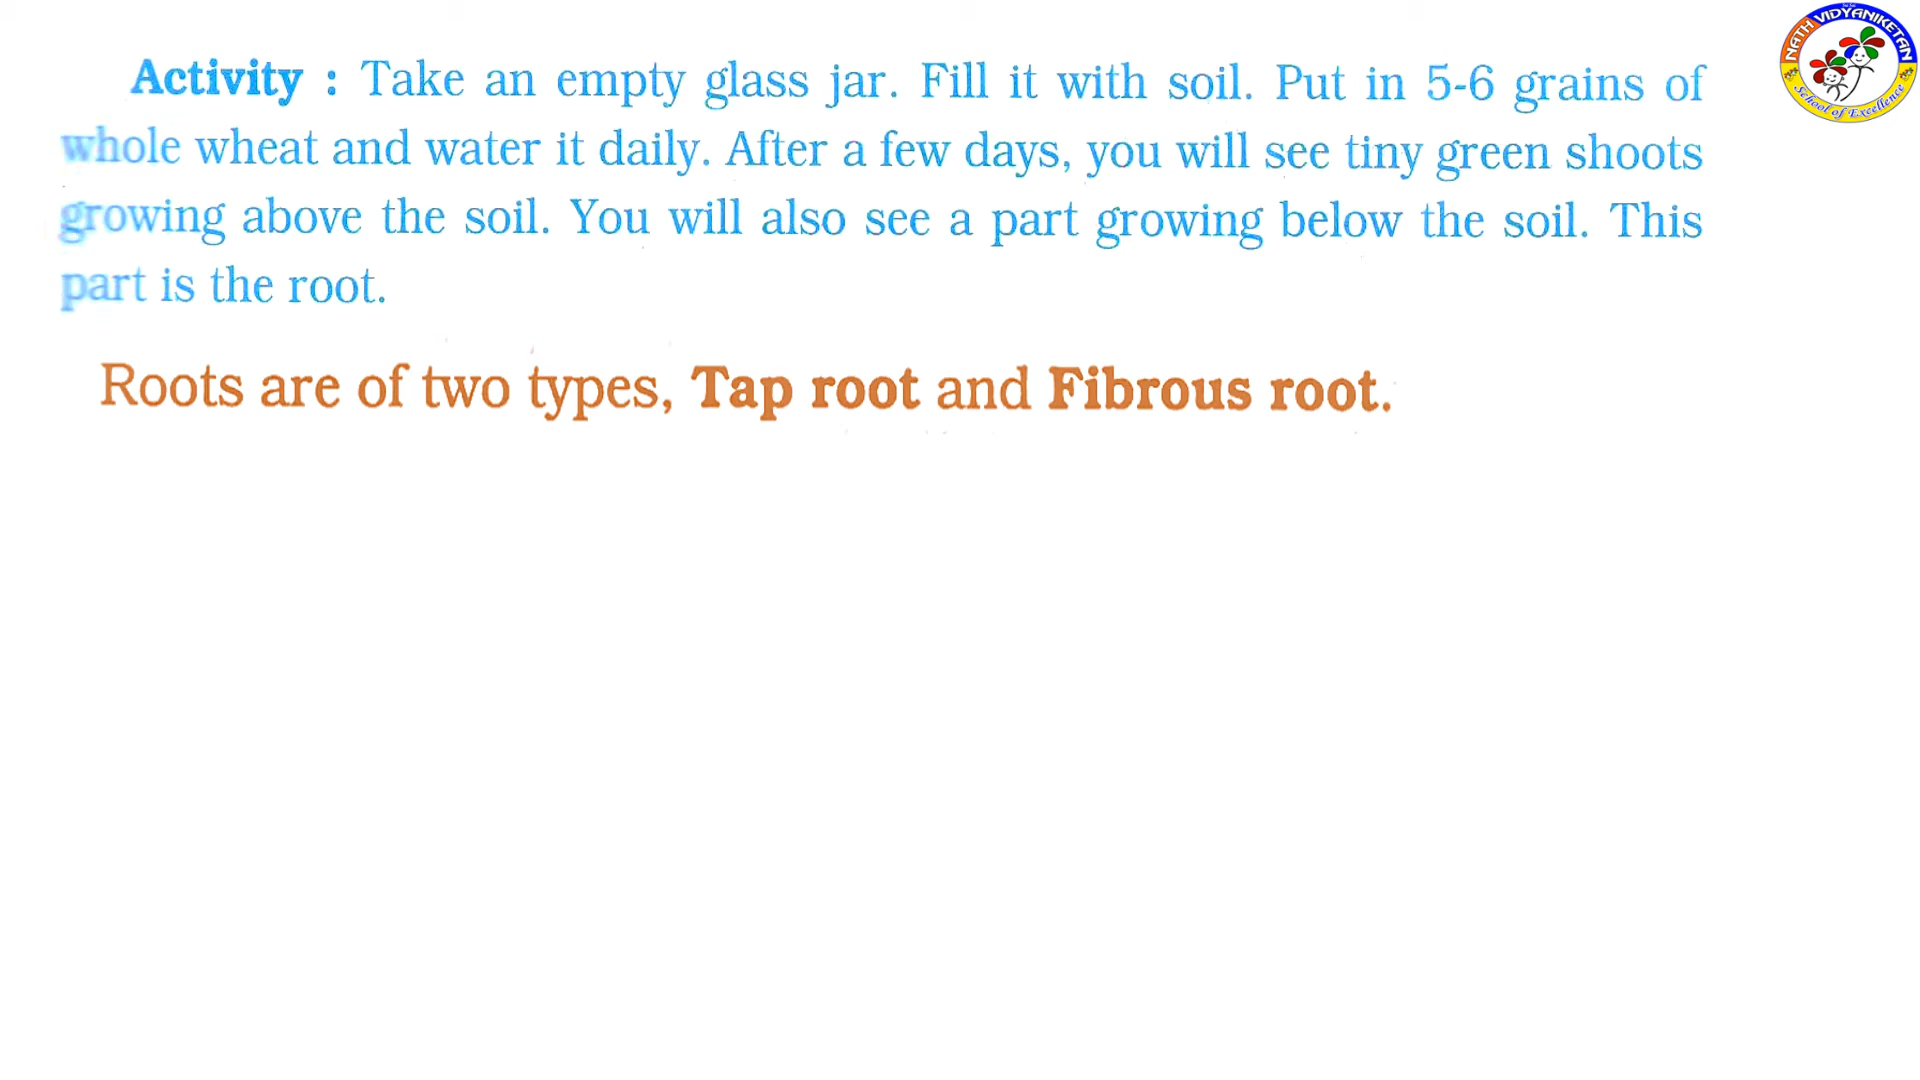 Activity : Take an empty glass jar. Fill it with soil. Put in 5-6 grains of
whole wheat and water it daily. After a few days, you will see tiny green shoots
growing above the soil. You will also see a part growing below the soil. This
part is the root.
Roots are of two types, Tap root and Fibrous root.
NATH VIDYANIKETAN
School of Excellence